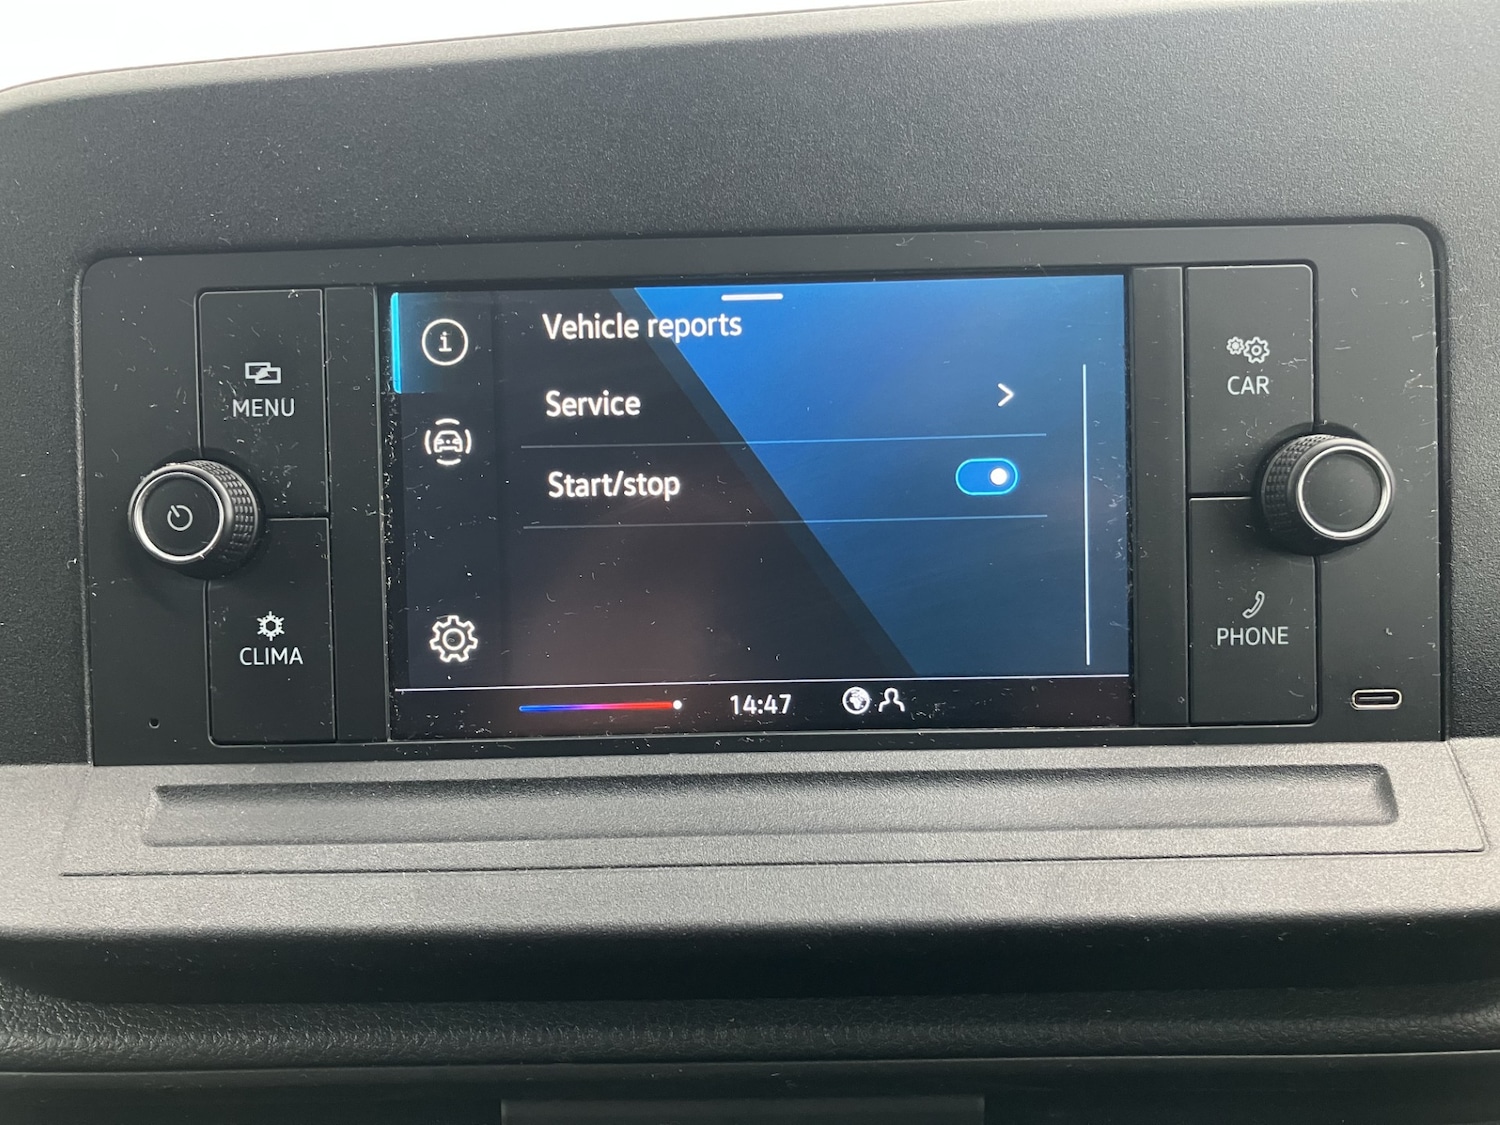 MENU
CLIMA
i
Vehicle reports
Service
Start/stop
14:47
CAR
PHONE